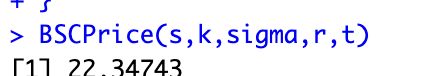 + }
> BSCPrice(s,k,sigma,r,t)
[1] 22.34743